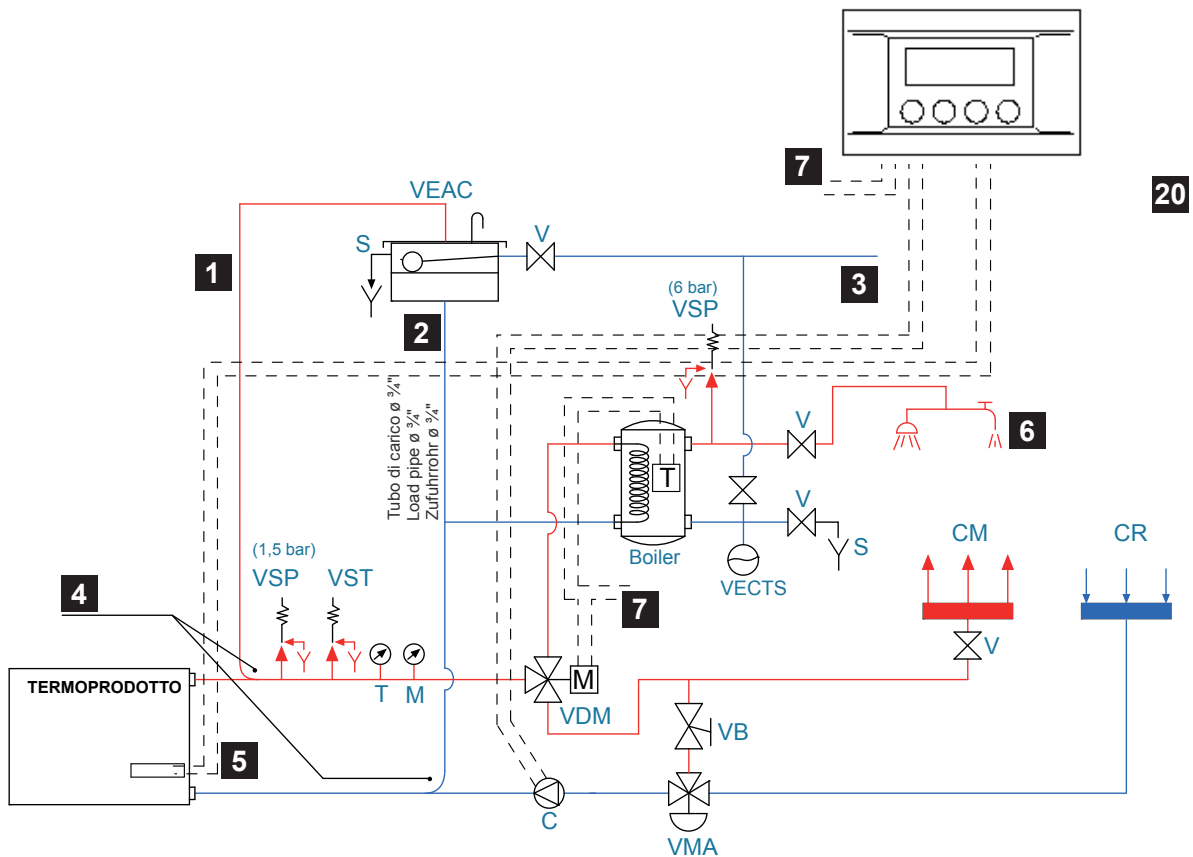 7
20
VEAC
S
V
1
3
(6 bar)
VSP
2
Tubo di carico ø ¾"
Load pipe ø ¾"
Zufuhrrohr ø ¾"
V
6
T
V
Boiler
S
VECTS
CM
CR
(1,5 bar)
VSP
VST
4
7
V
TERMOPRODOTTO
T
M
M
VDM
VB
5
C
VMA